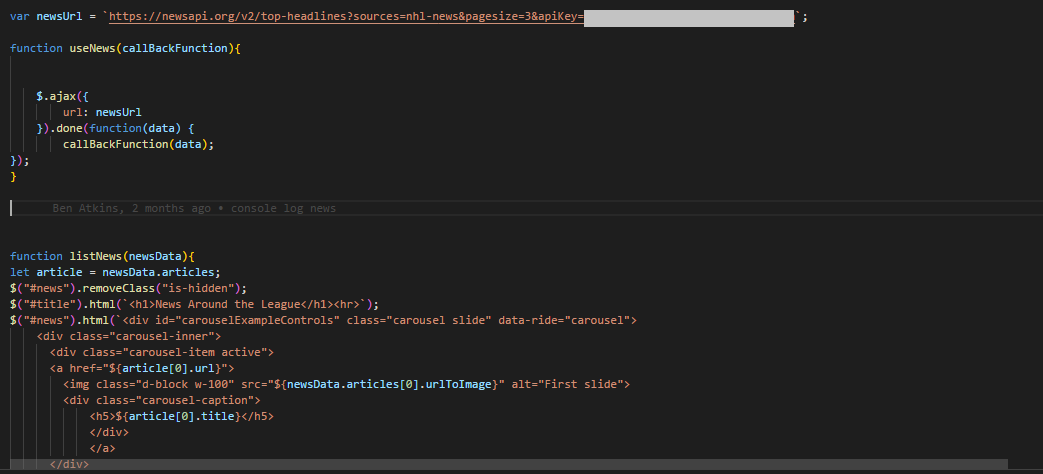 var newsUrl = `https://newsapi.org/v2/top-headlines?sources=nhl-news&pagesize=3&apiKey= `;
function useNews(callBackFunction){
$.ajax({
url: newsUrl
}).done(function(data) {
callBackFunction(data);
});
}
Ben Atkins, 2 months ago • console log news
function listNews(newsData){
let article = newsData.articles;
$("#news").removeClass("is-hidden");
$("#title").html(`<h1>News Around the League</h1><hr>`);
$("#news").html(`<div id="carouselExampleControls" class="carousel slide" data-ride="carousel">
<div class="carousel-inner">
<div class="carousel-item active">
<a href="${article[0].url}">
<img class="d-block w-100" src="${newsData.articles[0].urlToImage}" alt="First slide">
<div class="carousel-caption">
<h5>${article[0].title}</h5>
</div>
</a>
</div>